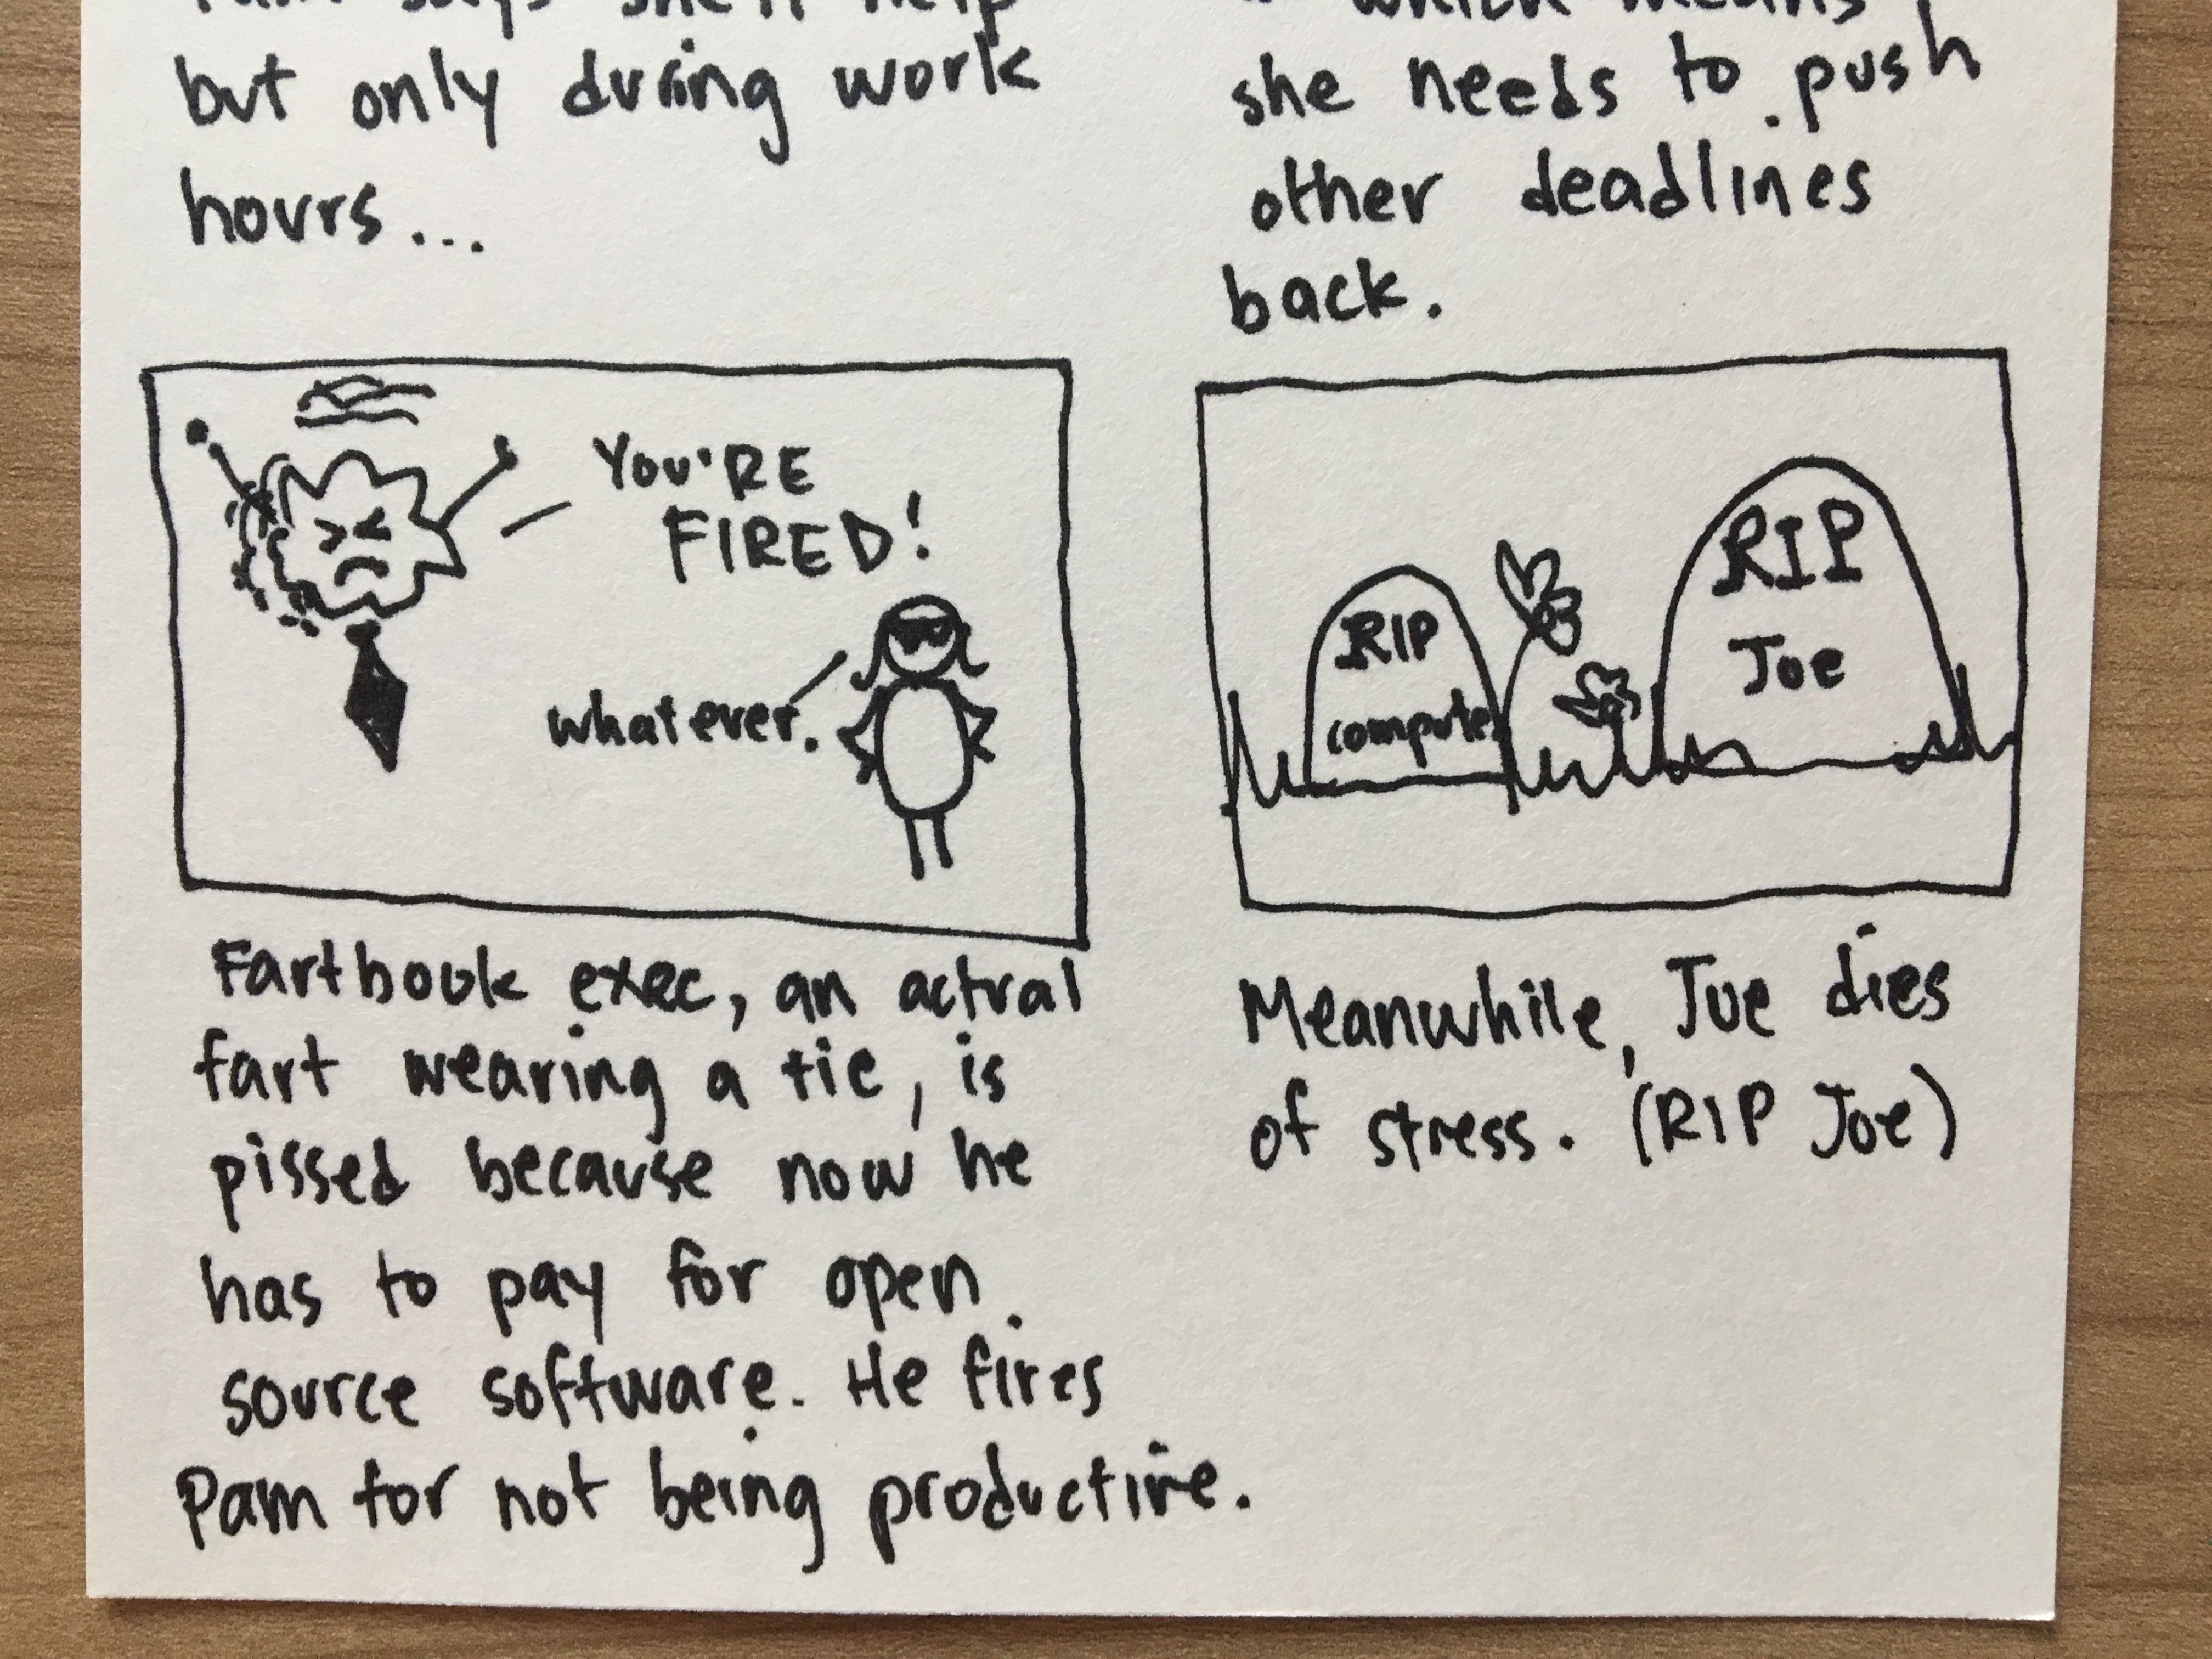 but only during work
hours...
she needs to push
other deadlines
back.
YOU'RE
FIRED!
whatever.
RIP
computer
RIP
Joe
Fartbook exec, an actual
fart wearing a tie, is
pissed because now he
has to pay for open
source software. He fires
Pam for not being productive.
Meanwhile, Joe dies
of stress. (RIP Joe)